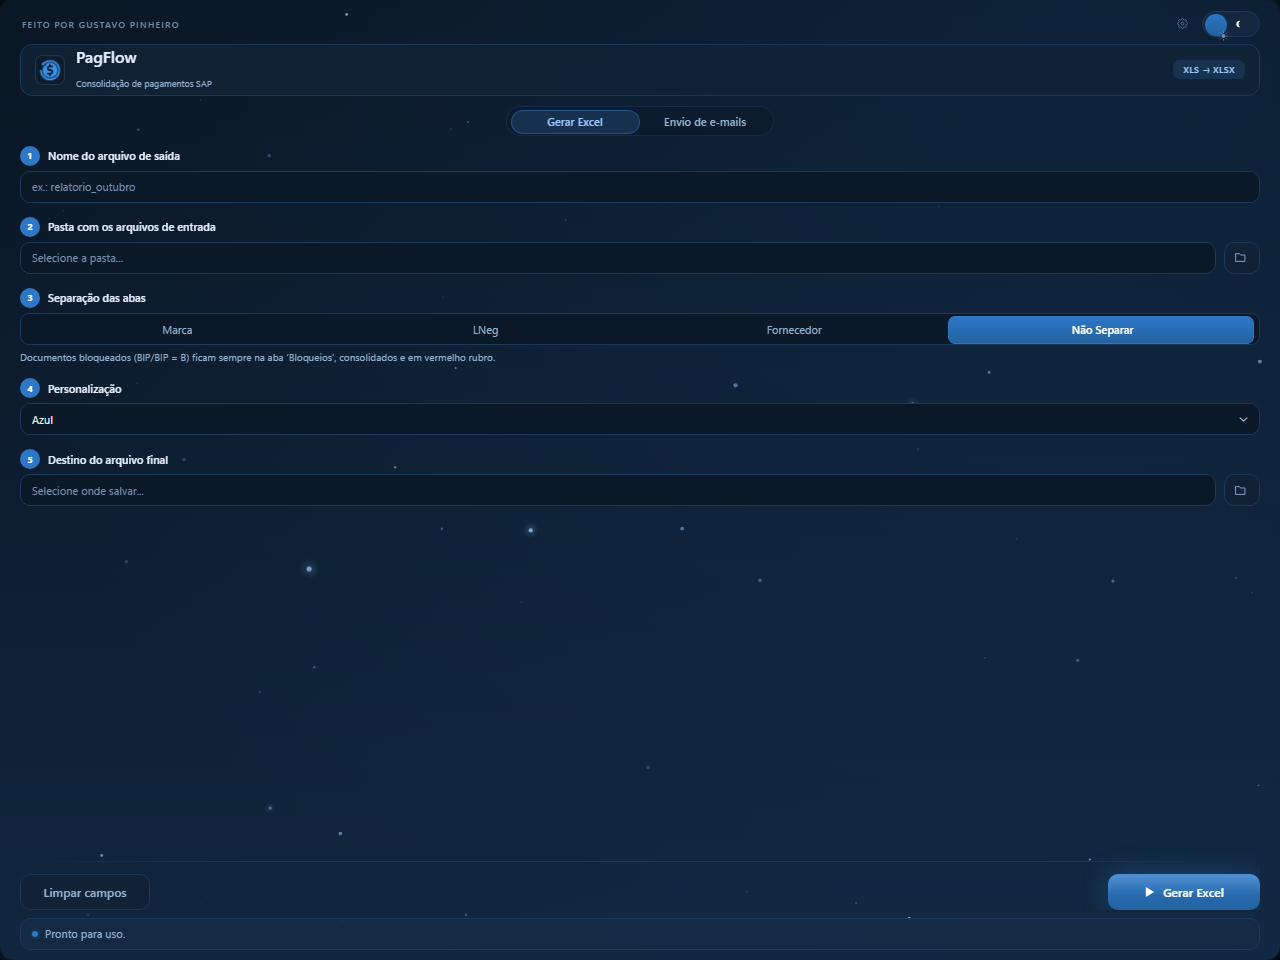 FEITO POR GUSTAVO PINHEIRO
PagFlow
Consolidação de pagamentos SAP
XLS → XLSX
Gerar Excel
Envio de e-mails
1 Nome do arquivo de saída
ex.: relatorio_outubro
2 Pasta com os arquivos de entrada
Selecione a pasta...
3 Separação das abas
Marca
LNeg
Fornecedor
Não Separar
Documentos bloqueados (BIP/BIP = B) ficam sempre na aba 'Bloqueios', consolidados e em vermelho rubro.
4 Personalização
Azul
5 Destino do arquivo final
Selecione onde salvar...
Limpar campos
Gerar Excel
Pronto para uso.